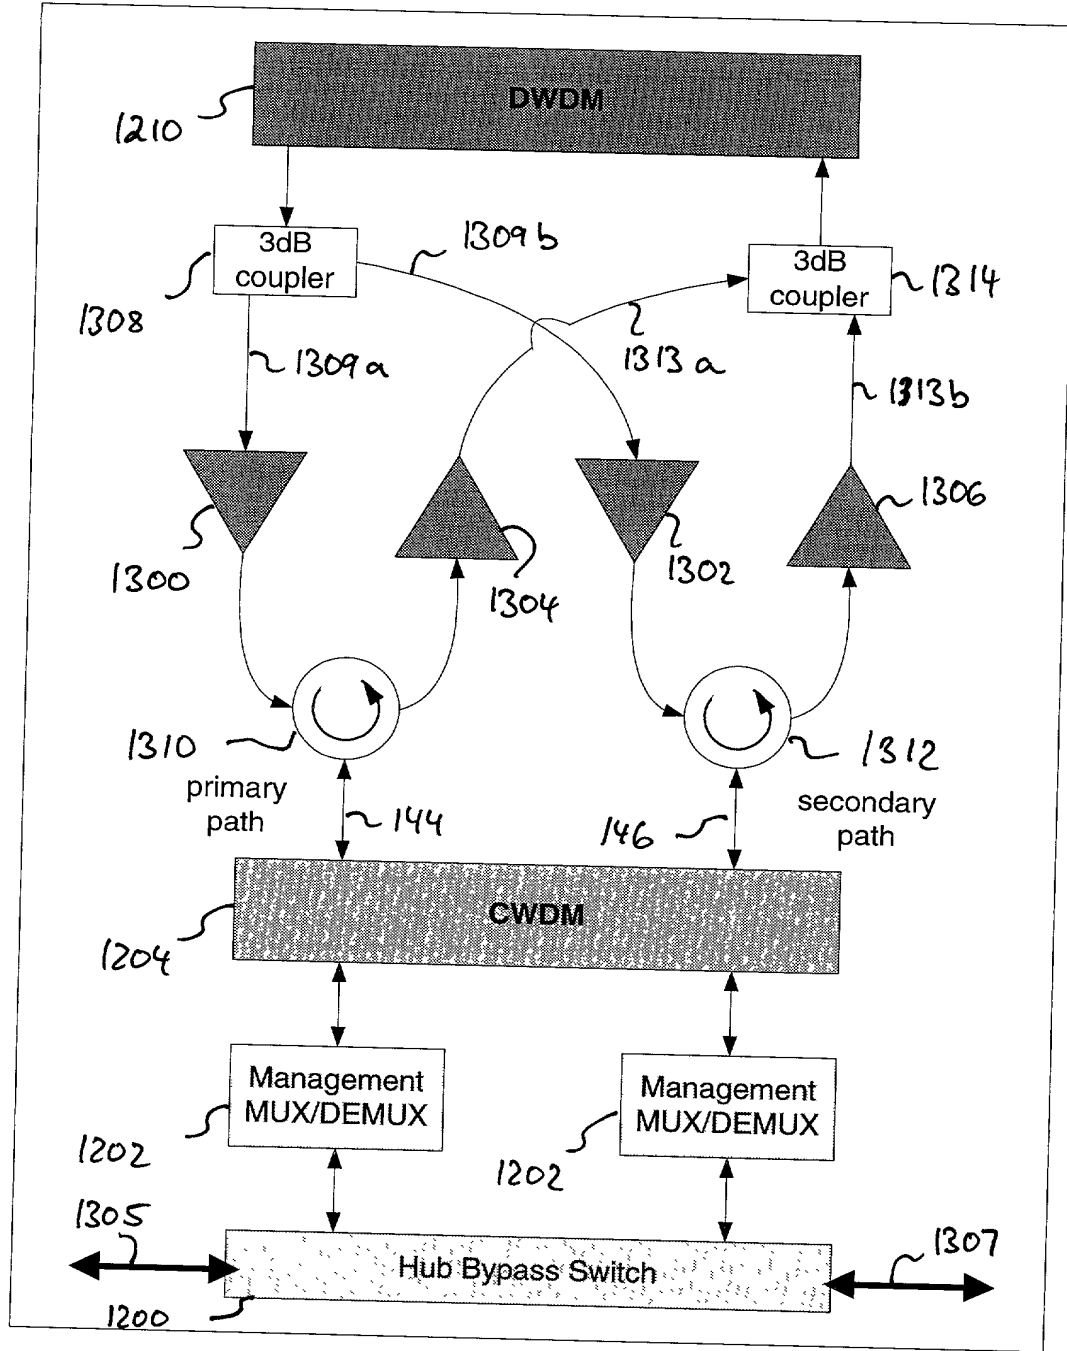 DWDM
1210
1309b
3dB
coupler
3dB
coupler
1314
1308
1309a
1313a
1313b
1300
1304
1302
1306
1310
1312
primary
path
144
146
secondary
path
CWDM
1204
Management
MUX/DEMUX
Management
MUX/DEMUX
1202
1202
1305
1307
Hub Bypass Switch
1200